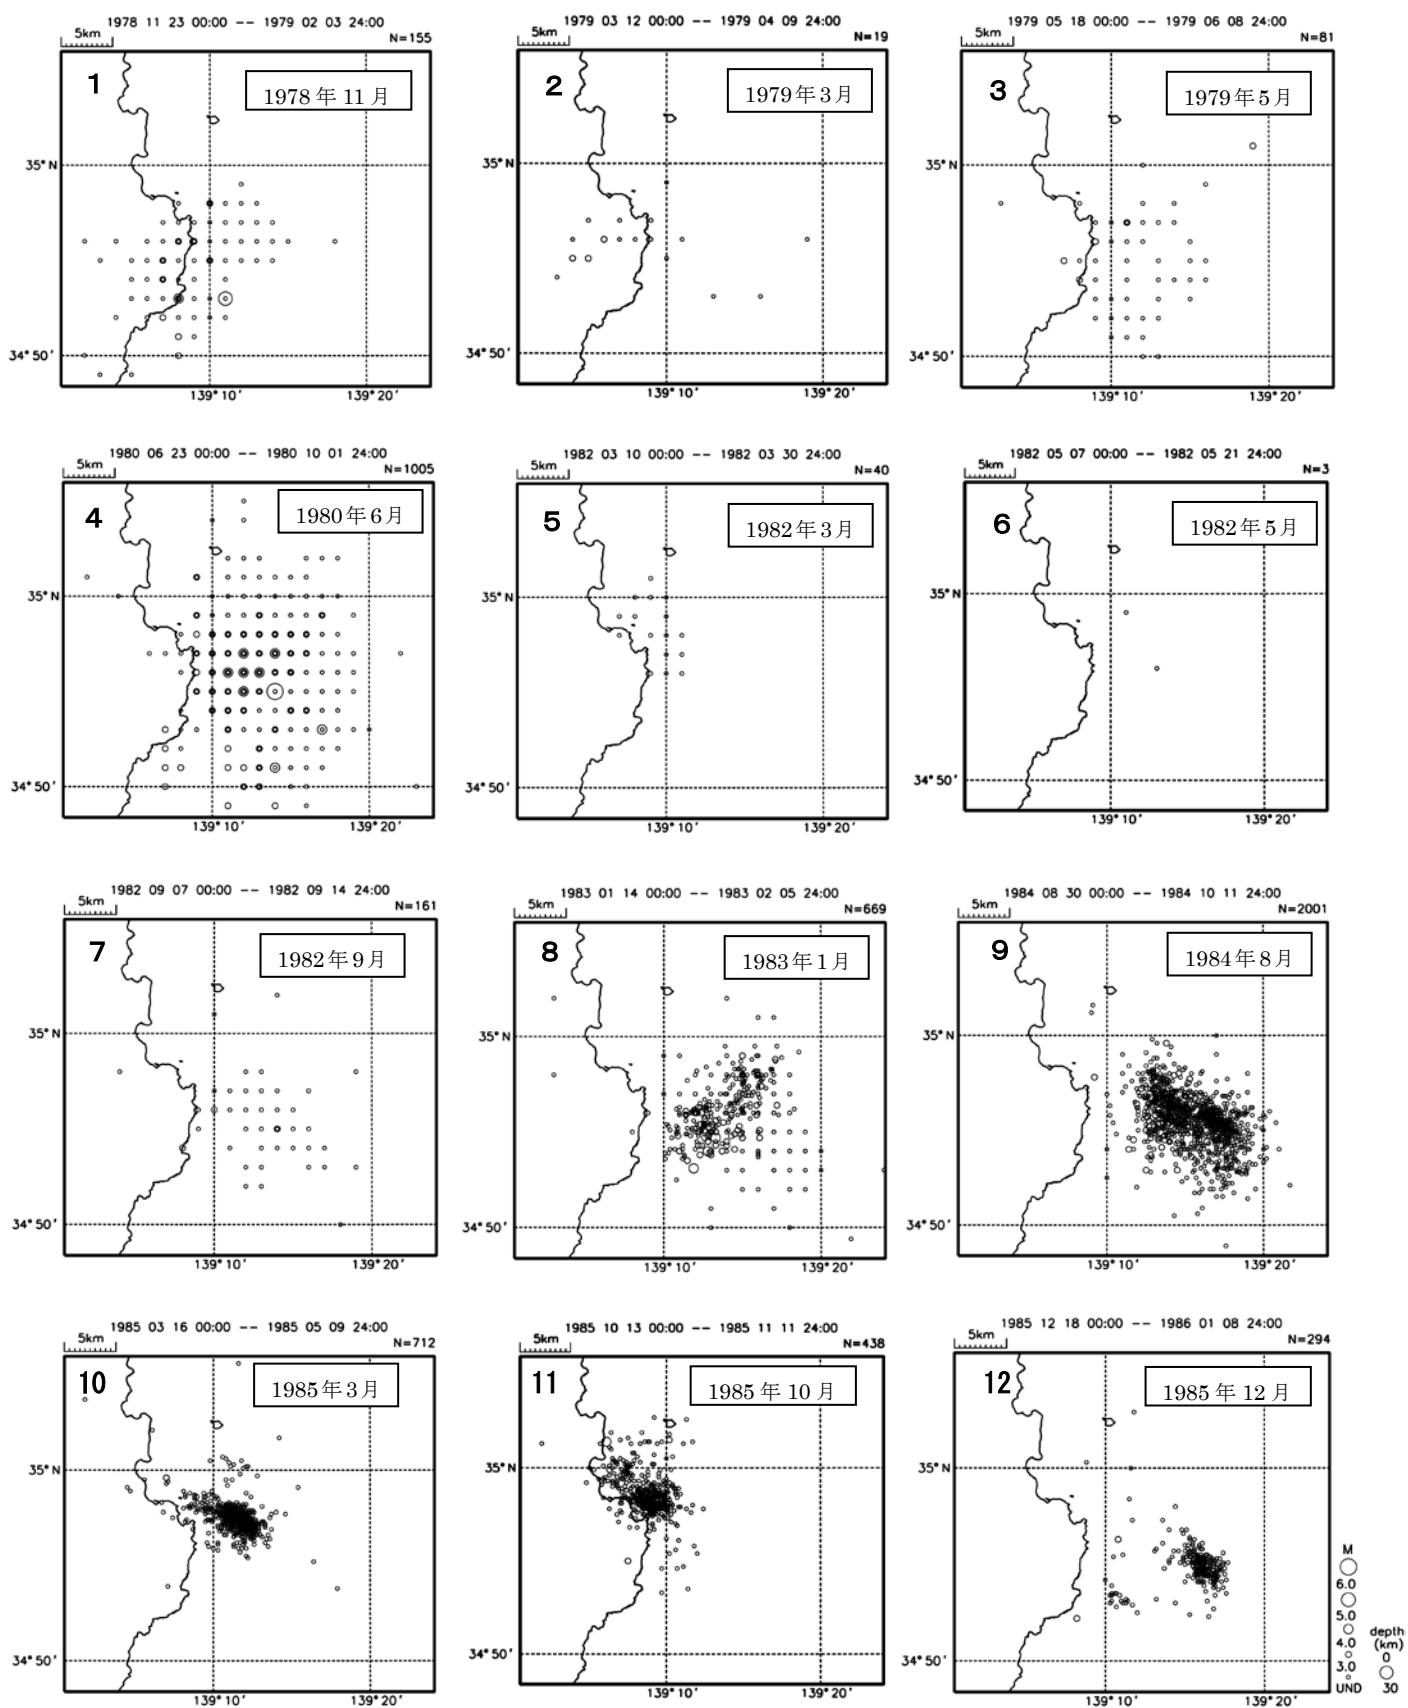 1978 11 23 00:00 -- 1979 02 03 24:00
5km
N=155
1
1978年11月
35°N
34°50'
139°10'
139°20'
1979 03 12 00:00 -- 1979 04 09 24:00
5km
N=19
2
1979年3月
35°N
34°50'
139°10'
139°20'
1979 05 18 00:00 -- 1979 06 08 24:00
5km
N=81
3
1979年5月
35°N
34°50'
139°10'
139°20'
1980 06 23 00:00 -- 1980 10 01 24:00
5km
N=1005
4
1980年6月
35°N
34°50'
139°10'
139°20'
1982 03 10 00:00 -- 1982 03 30 24:00
5km
N=40
5
1982年3月
35°N
34°50'
139°10'
139°20'
1982 05 07 00:00 -- 1982 05 21 24:00
5km
N=3
6
1982年5月
35°N
34°50'
139°10'
139°20'
1982 09 07 00:00 -- 1982 09 14 24:00
5km
N=161
7
1982年9月
35°N
34°50'
139°10'
139°20'
1983 01 14 00:00 -- 1983 02 05 24:00
5km
N=669
8
1983年1月
35°N
34°50'
139°10'
139°20'
1984 08 30 00:00 -- 1984 10 11 24:00
5km
N=2001
9
1984年8月
35°N
34°50'
139°10'
139°20'
1985 03 16 00:00 -- 1985 05 09 24:00
5km
N=712
10
1985年3月
35°N
34°50'
139°10'
139°20'
1985 10 13 00:00 -- 1985 11 11 24:00
5km
N=438
11
1985年10月
35°N
34°50'
139°10'
139°20'
1985 12 18 00:00 -- 1986 01 08 24:00
5km
N=294
12
1985年12月
35°N
34°50'
139°10'
139°20'
M
6.0
5.0
4.0
3.0
UND
depth
(km)
0
30